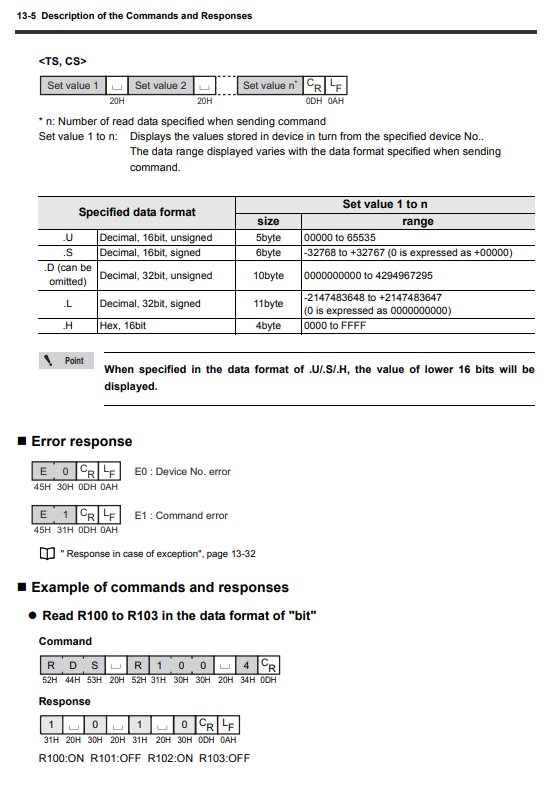 13-5 Description of the Commands and Responses
<TS, CS>
Set value 1 ⎵ Set value 2 ⎵ Set value n* CR LF
20H 20H 0DH 0AH
* n: Number of read data specified when sending command
Set value 1 to n: Displays the values stored in device in turn from the specified device No..
The data range displayed varies with the data format specified when sending
command.
Specified data format Set value 1 to n
size range
.U Decimal, 16bit, unsigned 5byte 00000 to 65535
.S Decimal, 16bit, signed 6byte -32768 to +32767 (0 is expressed as +00000)
.D (can be
omitted) Decimal, 32bit, unsigned 10byte 0000000000 to 4294967295
.L Decimal, 32bit, signed 11byte -2147483648 to +2147483647
(0 is expressed as 0000000000)
.H Hex, 16bit 4byte 0000 to FFFF
Point
When specified in the data format of .U/.S/.H, the value of lower 16 bits will be
displayed.
■ Error response
E 0 CR LF E0 : Device No. error
45H 30H 0DH 0AH
E 1 CR LF E1 : Command error
45H 31H 0DH 0AH
" Response in case of exception", page 13-32
■ Example of commands and responses
● Read R100 to R103 in the data format of "bit"
Command
R D S ⎵ R 1 0 0 ⎵ 4 CR
52H 44H 53H 20H 52H 31H 30H 30H 20H 34H 0DH
Response
1 ⎵ 0 ⎵ 1 ⎵ 0 CR LF
31H 20H 30H 20H 31H 20H 30H 0DH 0AH
R100:ON R101:OFF R102:ON R103:OFF